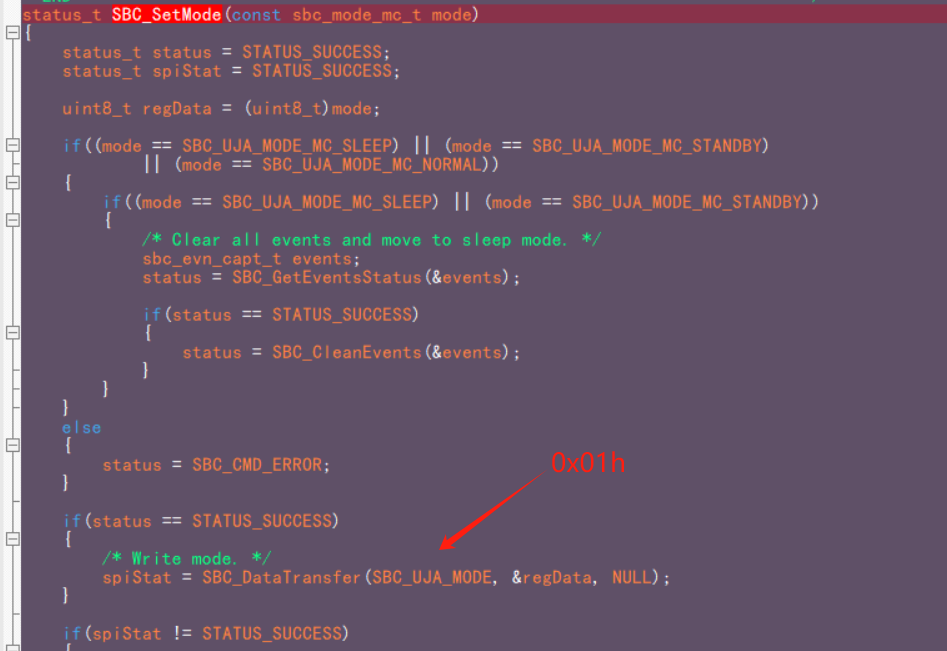 status_t SBC_SetMode(const sbc_mode_mc_t mode)
{
status_t status = STATUS_SUCCESS;
status_t spiStat = STATUS_SUCCESS;
uint8_t regData = (uint8_t)mode;
if((mode == SBC_UJA_MODE_MC_SLEEP) || (mode == SBC_UJA_MODE_MC_STANDBY)
|| (mode == SBC_UJA_MODE_MC_NORMAL))
{
if((mode == SBC_UJA_MODE_MC_SLEEP) || (mode == SBC_UJA_MODE_MC_STANDBY))
{
/* Clear all events and move to sleep mode. */
sbc_evn_capt_t events;
status = SBC_GetEventsStatus(&events);
if(status == STATUS_SUCCESS)
{
status = SBC_CleanEvents(&events);
}
}
}
else
{
status = SBC_CMD_ERROR;
}
0x01h
if(status == STATUS_SUCCESS)
{
/* Write mode. */
spiStat = SBC_DataTransfer(SBC_UJA_MODE, &regData, NULL);
}
if(spiStat != STATUS_SUCCESS)